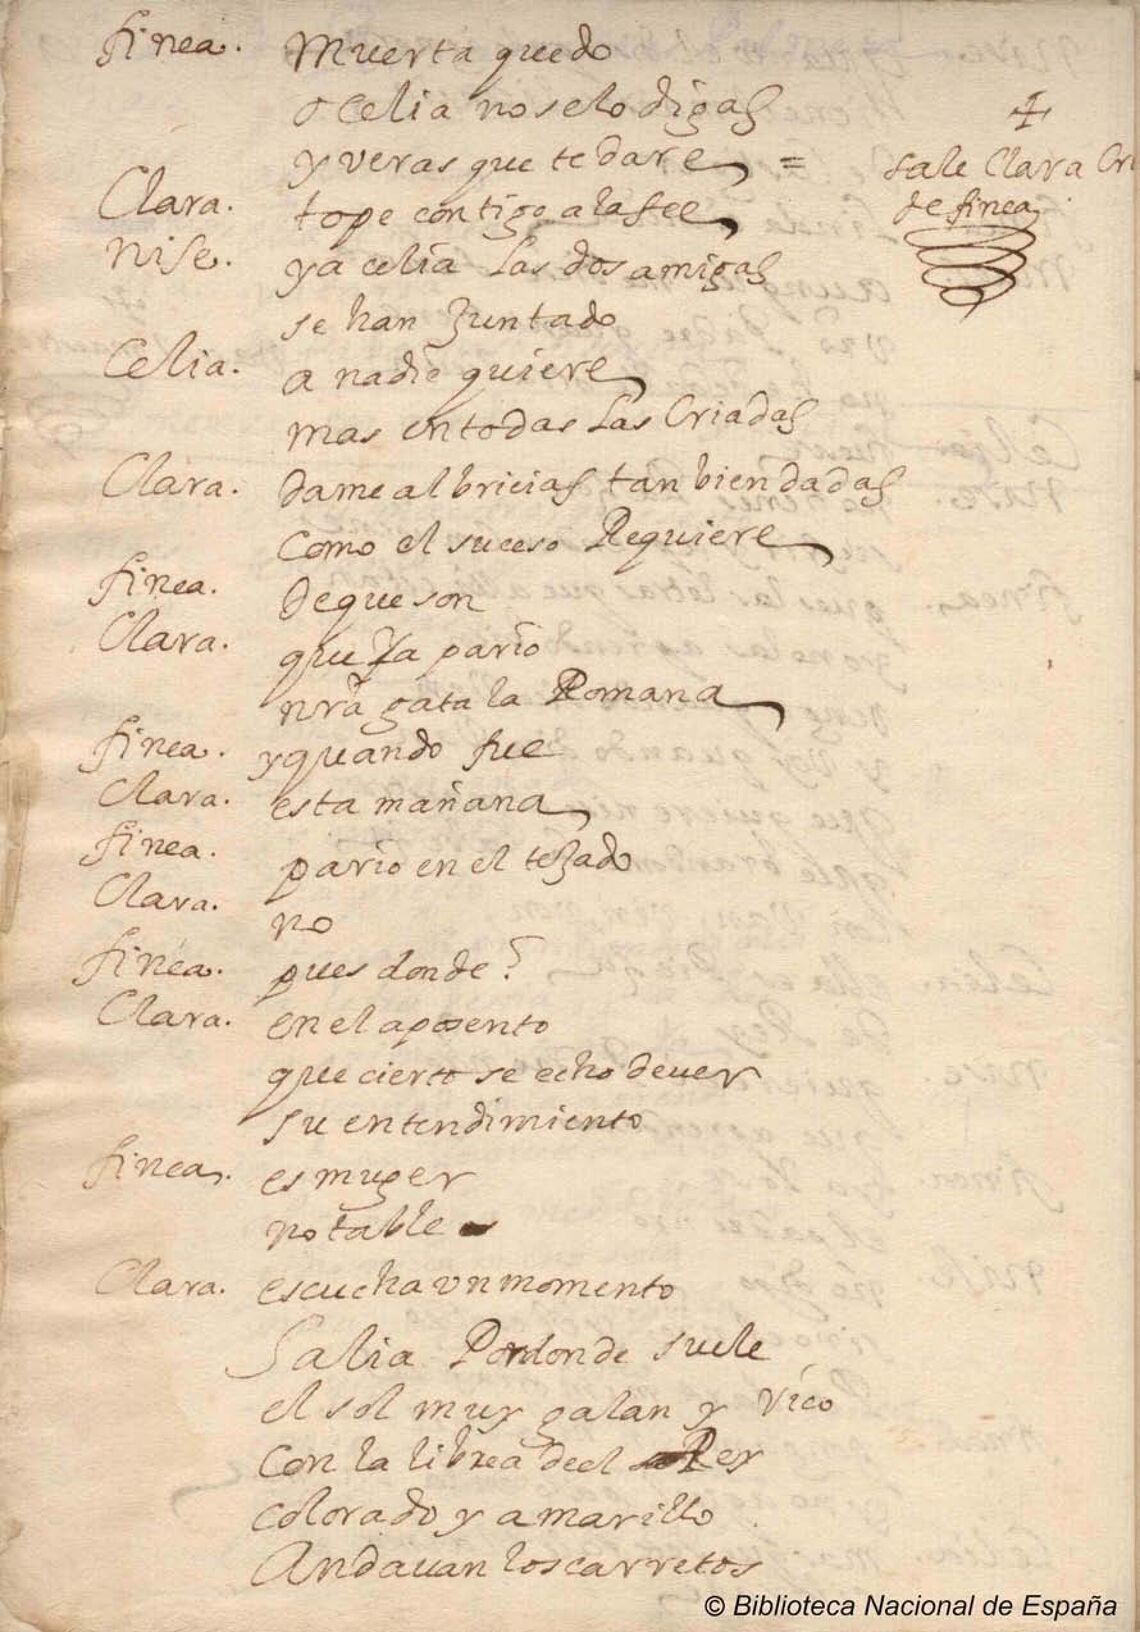 finea. Muerta quedo
o Celia no se lo digas
y veras que te dare =
✝
sale Clara Cri
de finea
Clara. tope contigo a la fee
Nise. ya celia las dos amigas
se han Juntado
Celia. a nadie quiere
mas en todas las Criadas
Clara. dame albricias tan bien dadas
como el suceso Requiere
finea. de que son
Clara. que ya pario
nrã gata la Romana
finea. y quando fue
Clara. esta mañana
finea. pario en el teJado
Clara. no
finea. pues donde?
Clara. en el aposento
que cierto se echo de uer
su entendimiento
finea. es muger
notable
Clara. escucha vn momento
Salia Por donde suele
el sol muy galan y rico
con la librea de el Rey
colorado y amarillo
Andauan los carretos
© Biblioteca Nacional de España